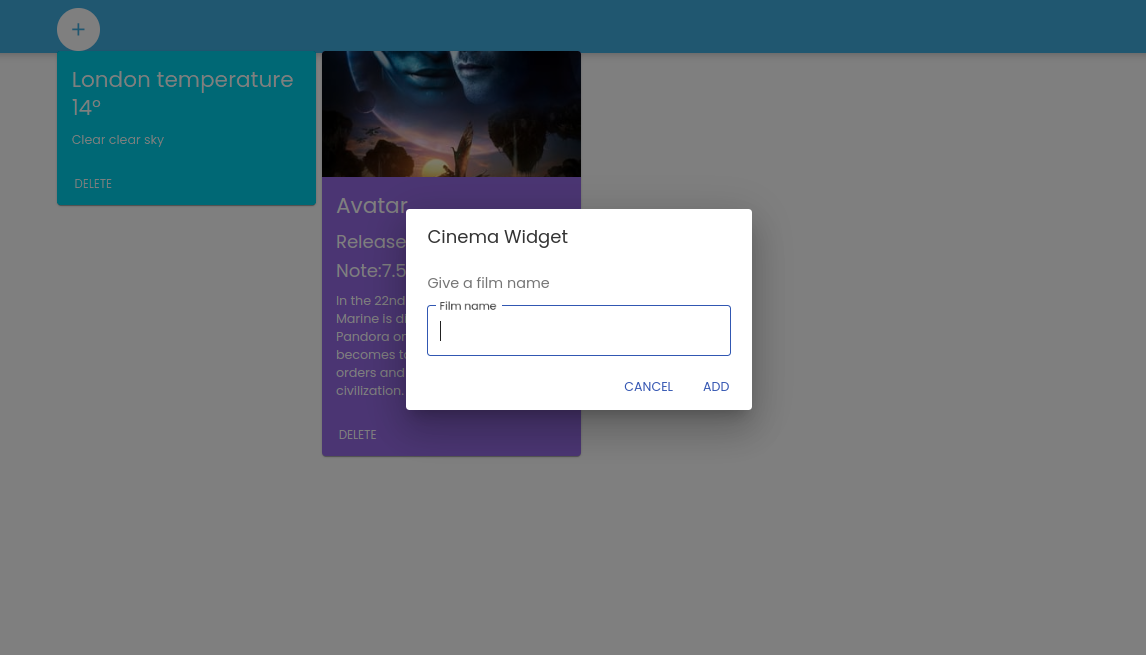 +
London temperature
14°
Clear clear sky
DELETE
Avatar
Release
Note:7.5
In the 22nd
Marine is
Pandora
becomes
orders and
civilization.
DELETE
Cinema Widget
Give a film name
Film name
CANCEL
ADD